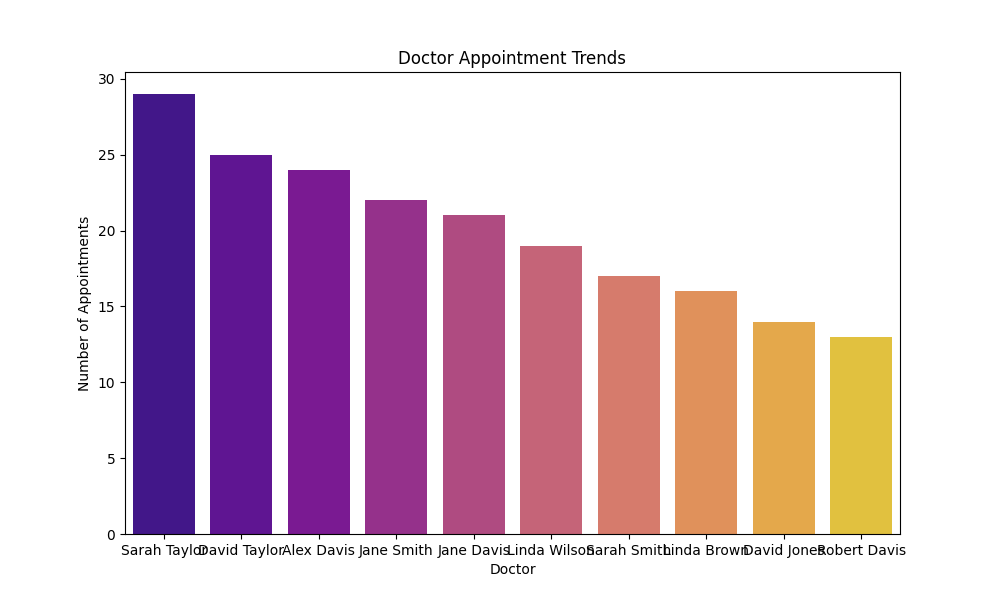 Doctor Appointment Trends
Number of Appointments
30
25
20
15
10
5
0
Sarah Taylor David Taylor Alex Davis Jane Smith Jane Davis Linda Wilson Sarah Smith Linda Brown David Jones Robert Davis
Doctor